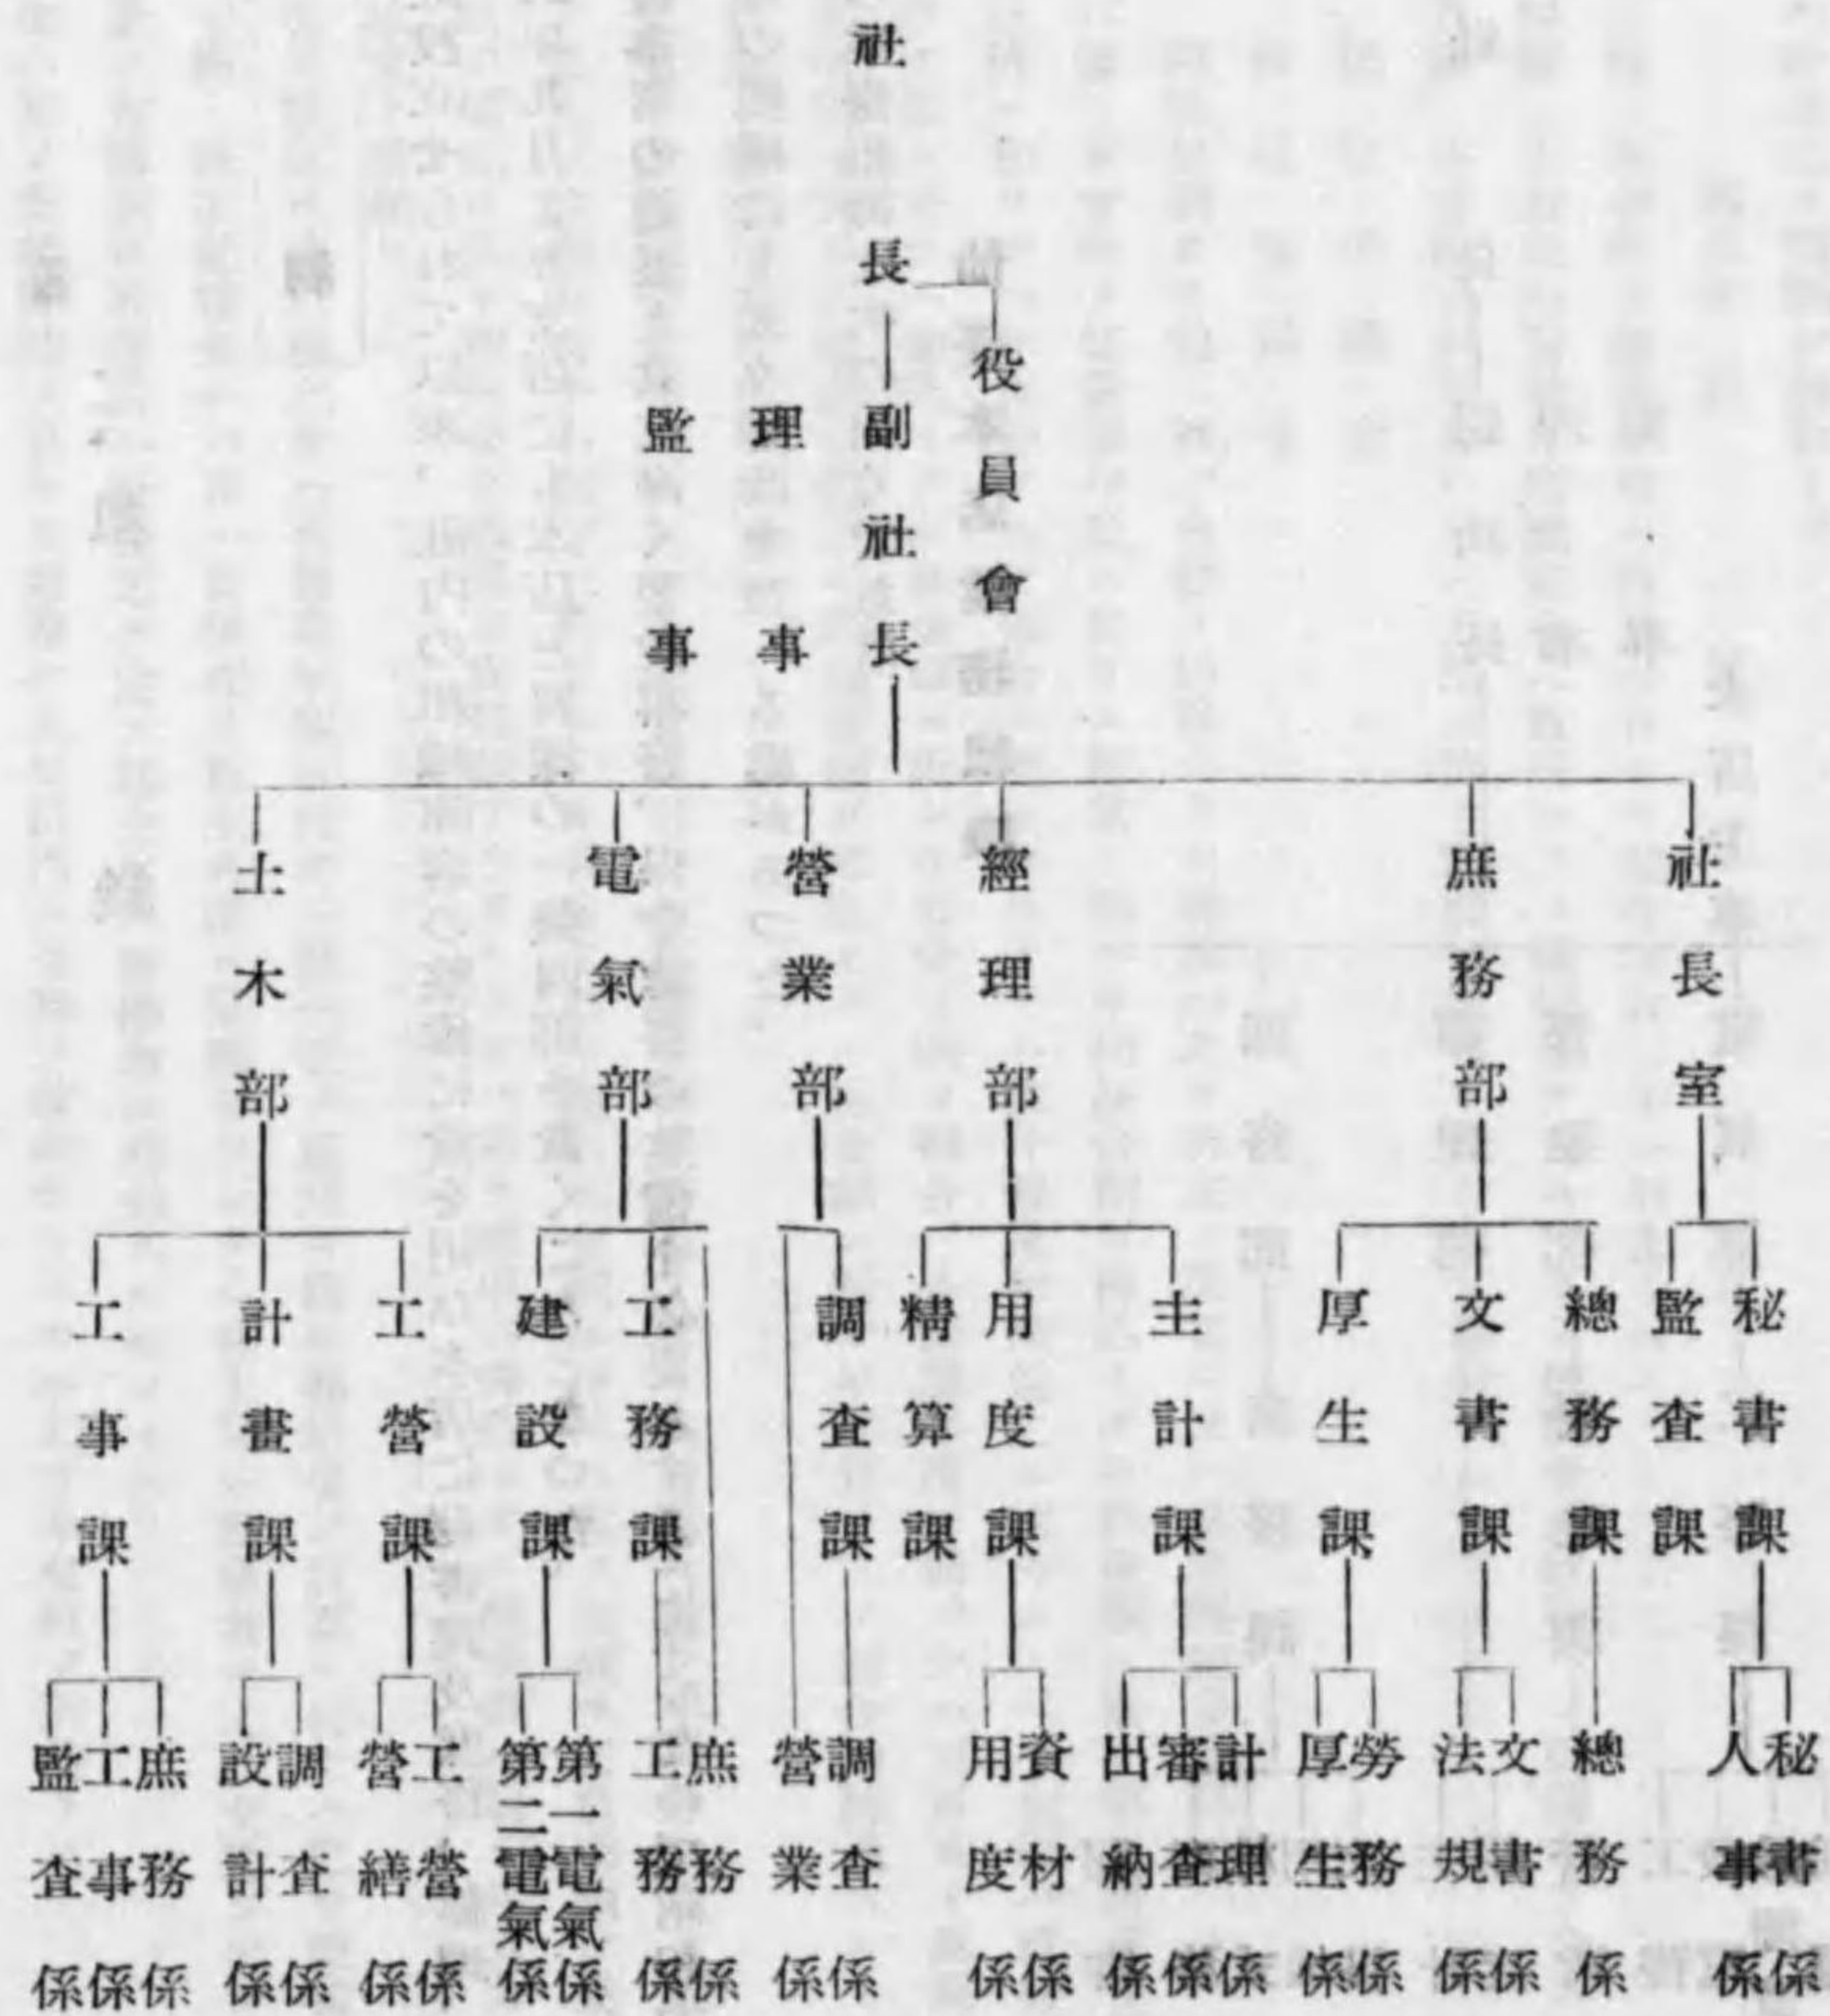 社長
役員會
副社長
理事
監事
社長室
庶務部
經理部
營業部
電氣部
土木部
秘書課
監査課
總務課
文書課
厚生課
主計課
用度課
精算課
調査課
工務課
建設課
工營課
計畫課
工事課
秘書係
人事係
總務係
文書係
法規係
勞務係
厚生係
計理係
審査係
出納係
資材係
用度係
調査係
營業係
庶務係
工務係
第一電氣係
第二電氣係
工營係
營繕係
調査係
設計係
庶務係
工事係
監査係